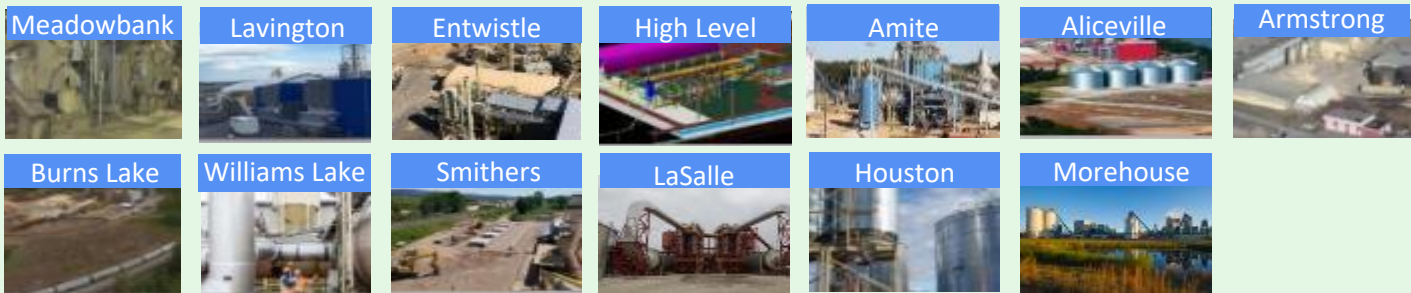 Meadowbank
Lavington
Entwistle
High Level
Amite
Aliceville
Armstrong
Burns Lake
Williams Lake
Smithers
LaSalle
Houston
Morehouse